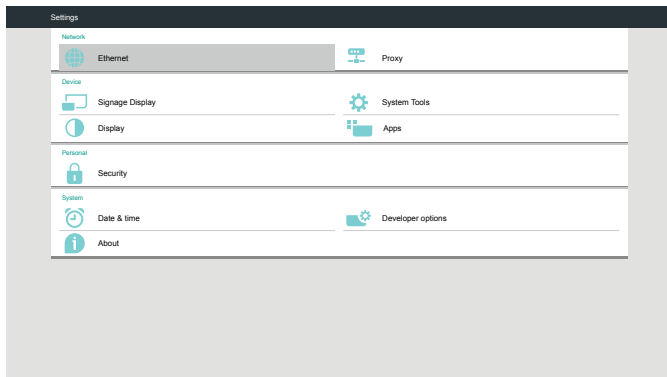 Settings
Network
Ethernet
Proxy
Device
Signage Display
System Tools
Display
Apps
Personal
Security
System
Date & time
Developer options
About